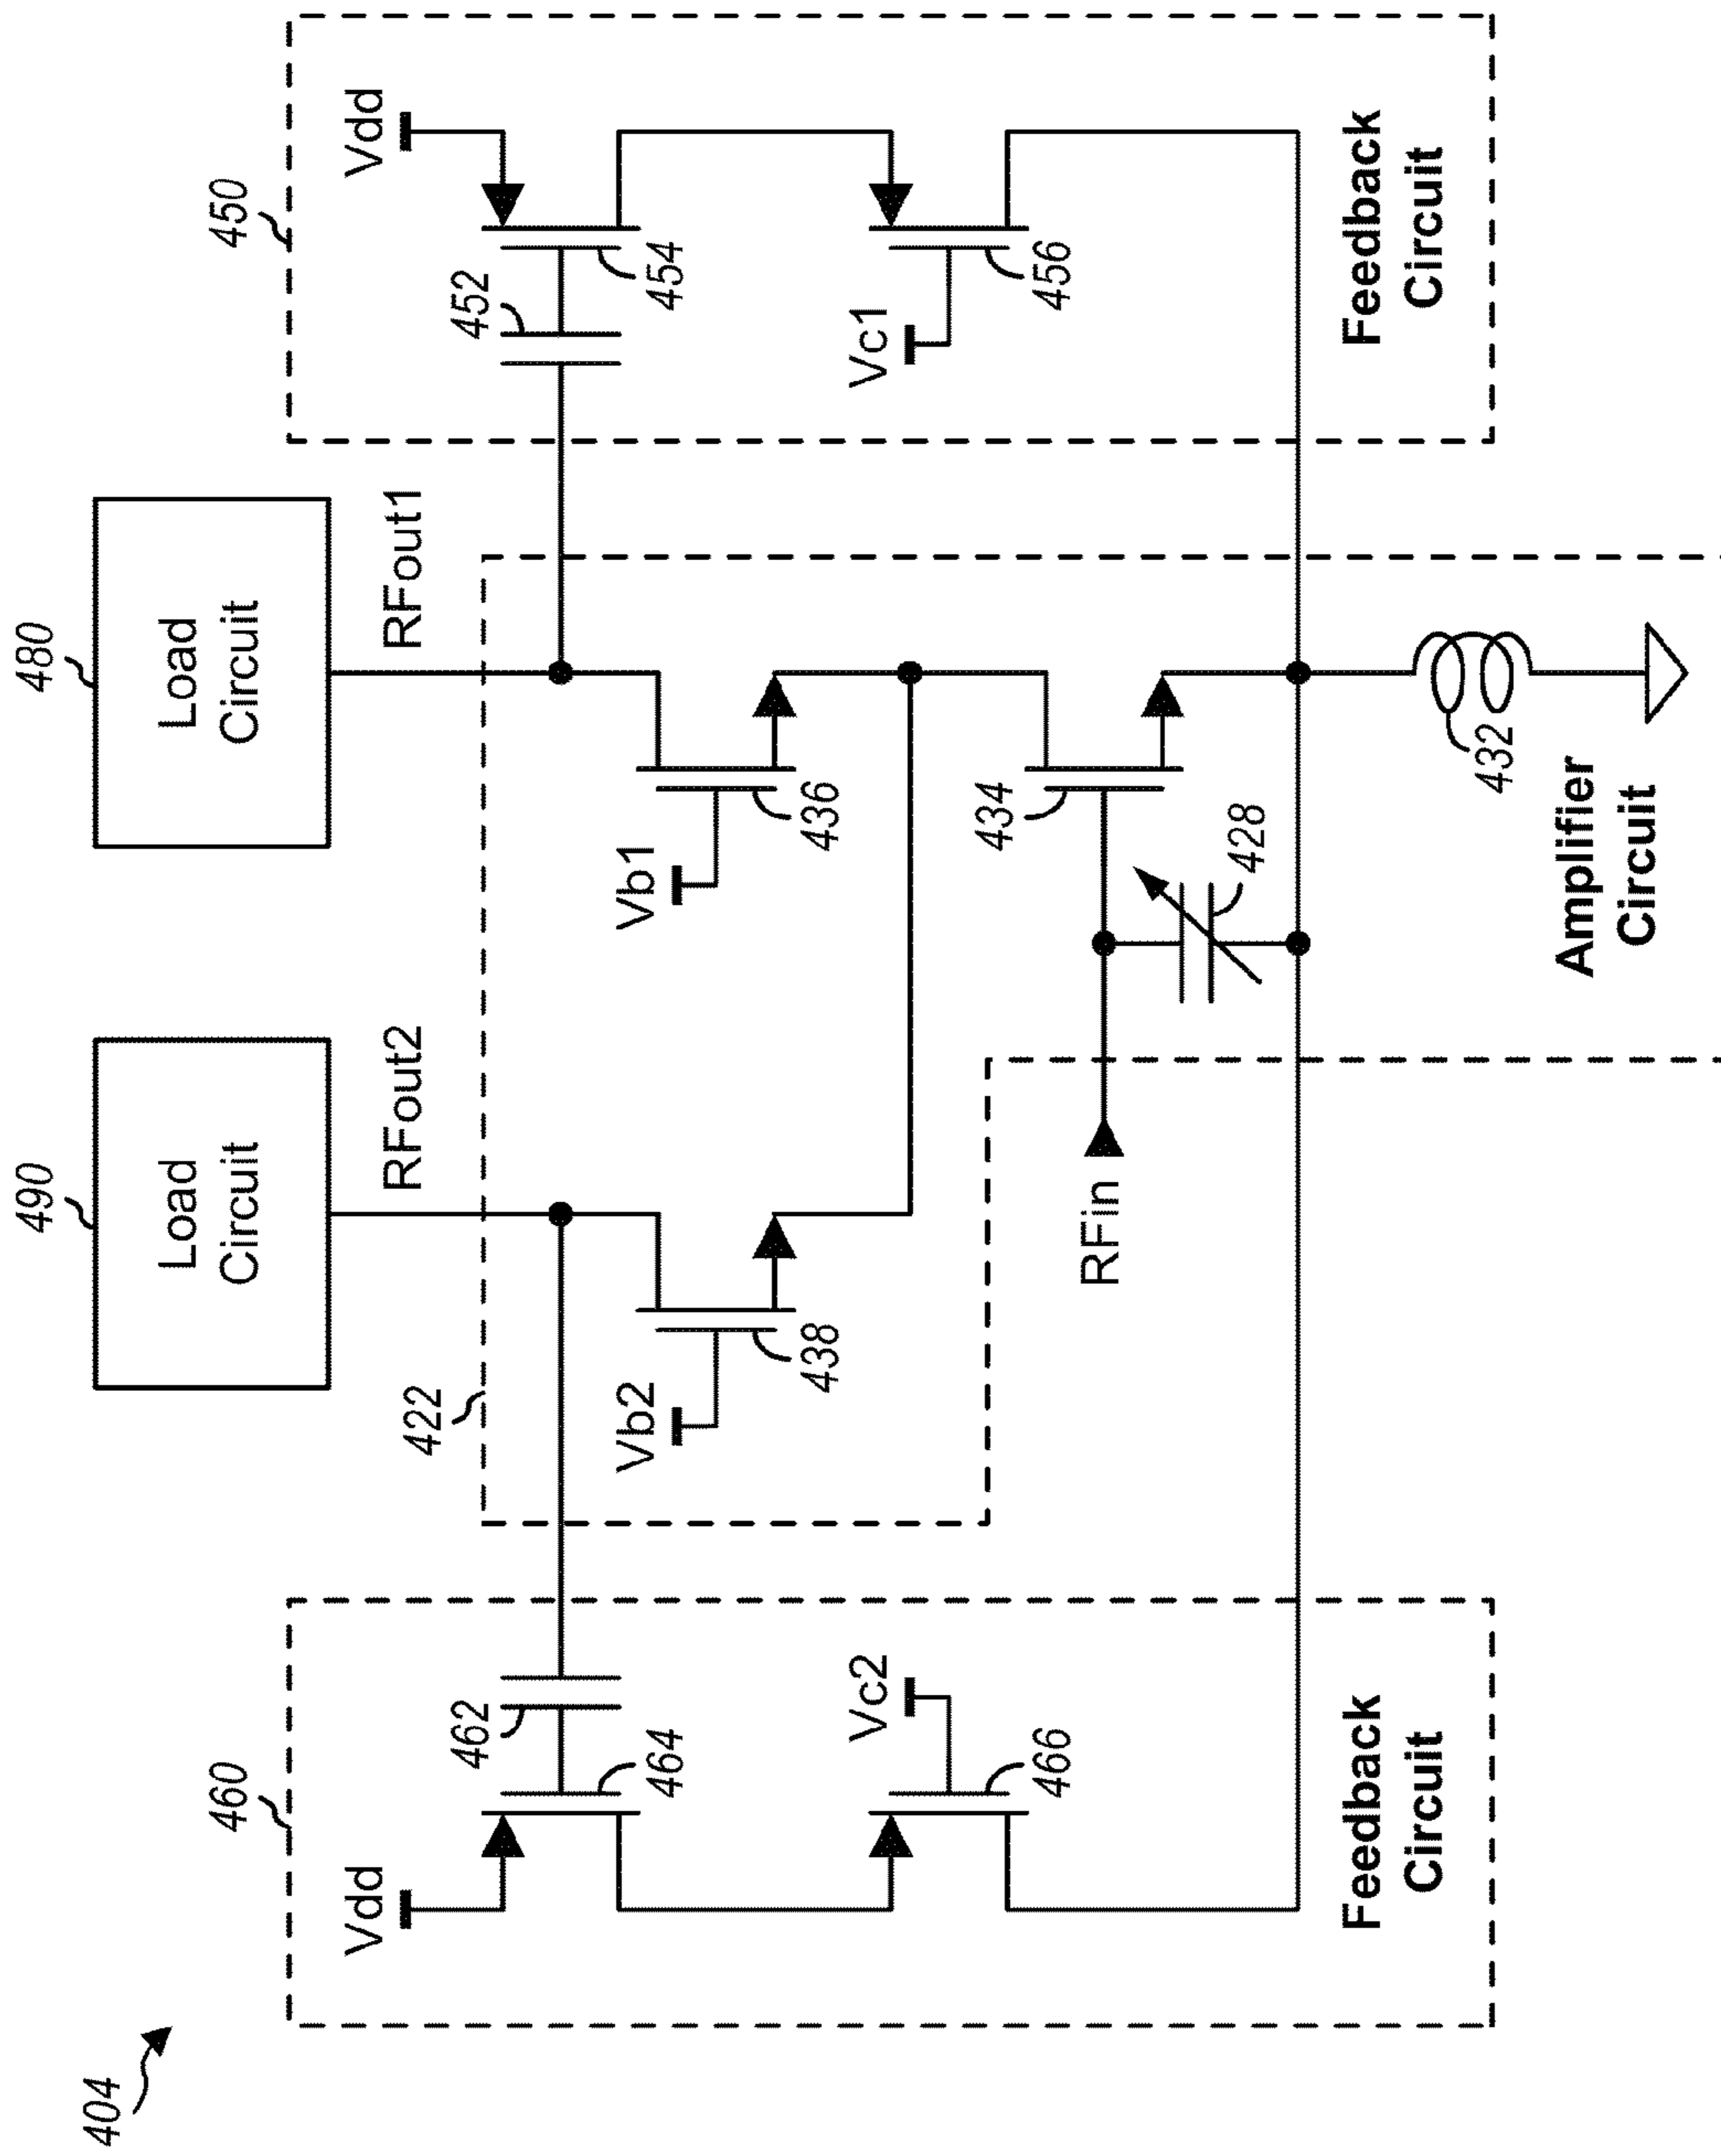 404
490
Load
Circuit
480
Load
Circuit
460
450
Vdd
RFout2
RFout1
Vdd
422
462
452
464
454
Vb2
438
Vb1
436
Vc2
Vc1
466
456
434
RFin
428
Feedback
Circuit
432
Feedback
Circuit
Amplifier
Circuit